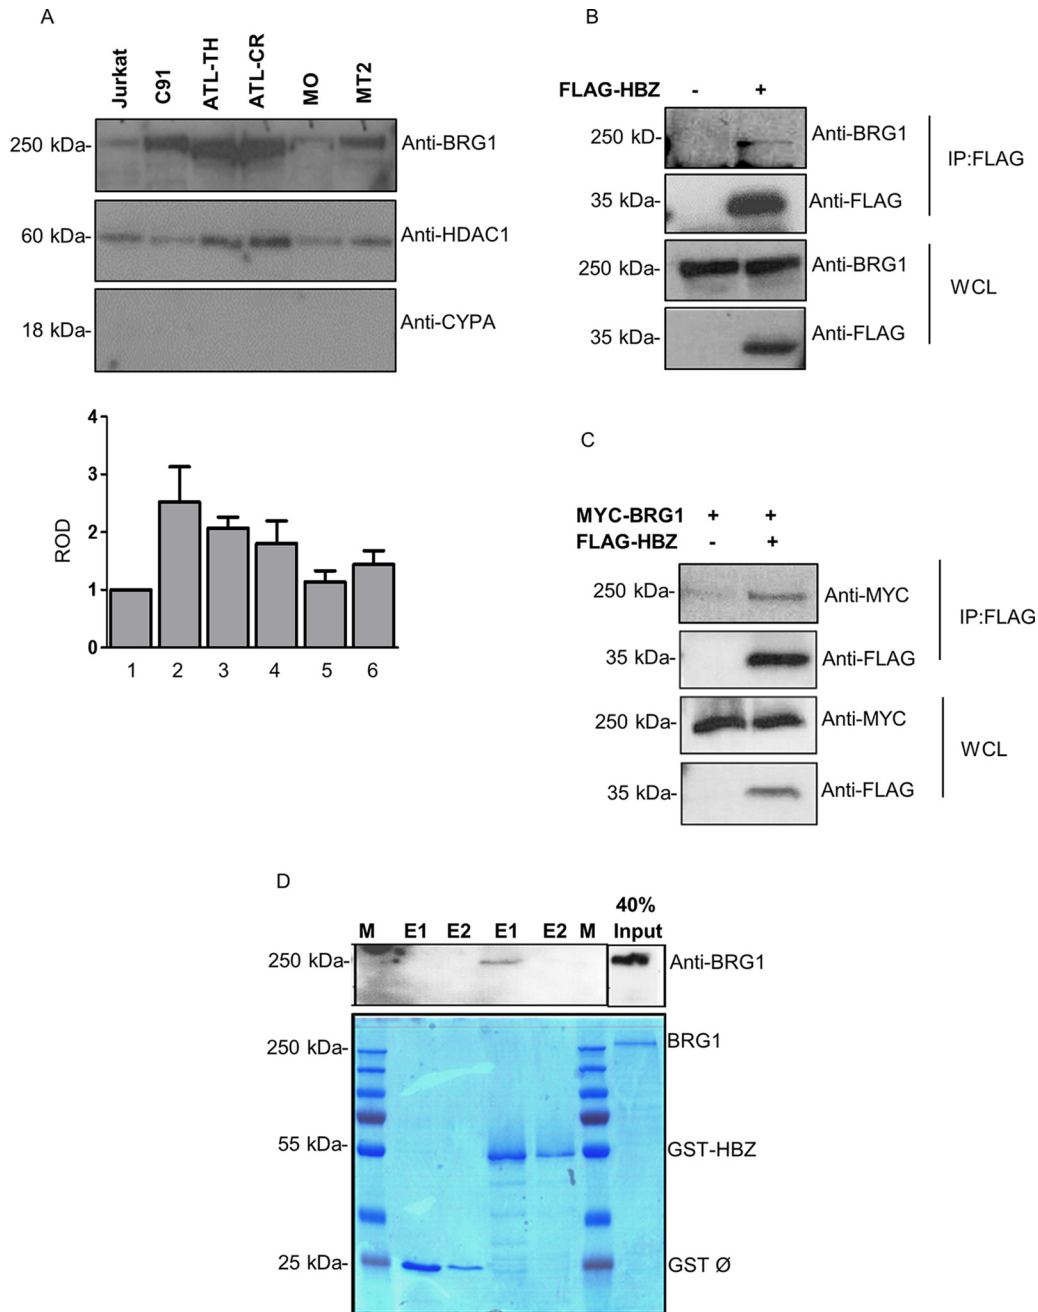 A
Jurkat
C91
ATL-TH
ATL-CR
MO
MT2
250 kDa-
Anti-BRG1
60 kDa-
Anti-HDAC1
18 kDa-
Anti-CYPA
4
3
2
1
0
ROD
1 2 3 4 5 6
B
FLAG-HBZ - +
250 kD-
Anti-BRG1
35 kDa-
Anti-FLAG
IP:FLAG
250 kDa-
Anti-BRG1
35 kDa-
Anti-FLAG
WCL
C
MYC-BRG1 + +
FLAG-HBZ - +
250 kDa-
Anti-MYC
35 kDa-
Anti-FLAG
IP:FLAG
250 kDa-
Anti-MYC
35 kDa-
Anti-FLAG
WCL
D
40%
M E1 E2 E1 E2 M Input
250 kDa-
Anti-BRG1
250 kDa-
BRG1
55 kDa-
GST-HBZ
25 kDa-
GST Ø